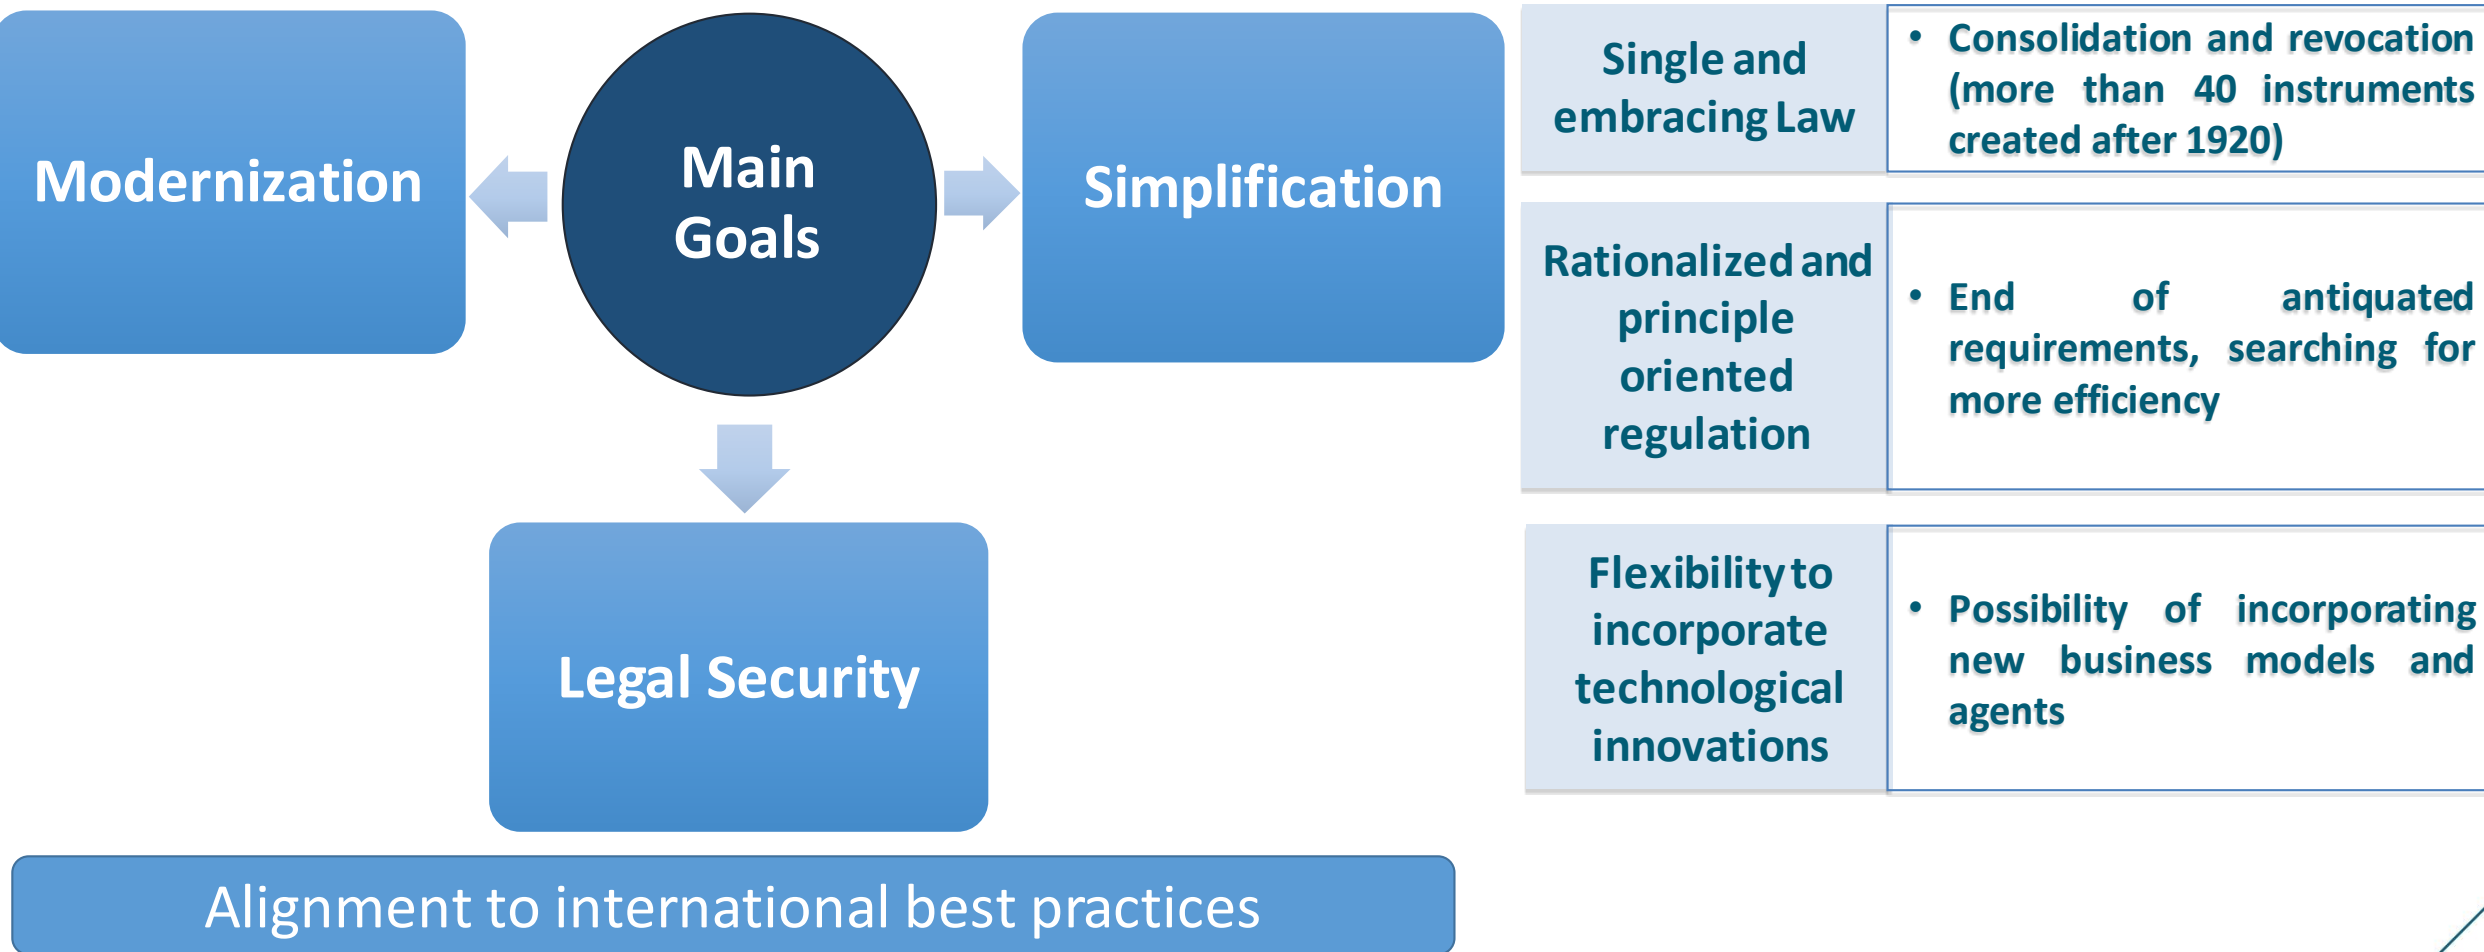 Modernization
Main
Goals
Simplification
Legal Security
Alignment to international best practices
Single and
embracing Law
• Consolidation and revocation
(more than 40 instruments
created after 1920)
Rationalized and
principle
oriented
regulation
• End of antiquated
requirements, searching for
more efficiency
Flexibility to
incorporate
technological
innovations
• Possibility of incorporating
new business models and
agents